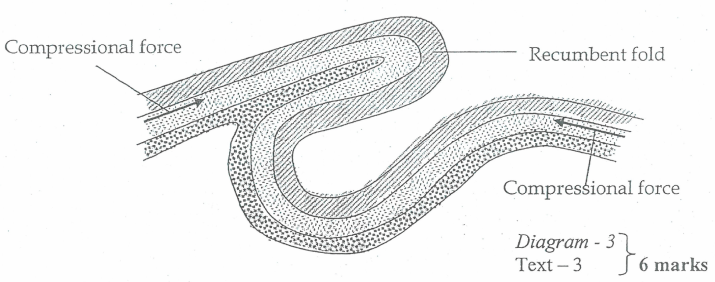 Compressional force
Recumbent fold
Compressional force
Diagram - 3
Text – 3
6 marks